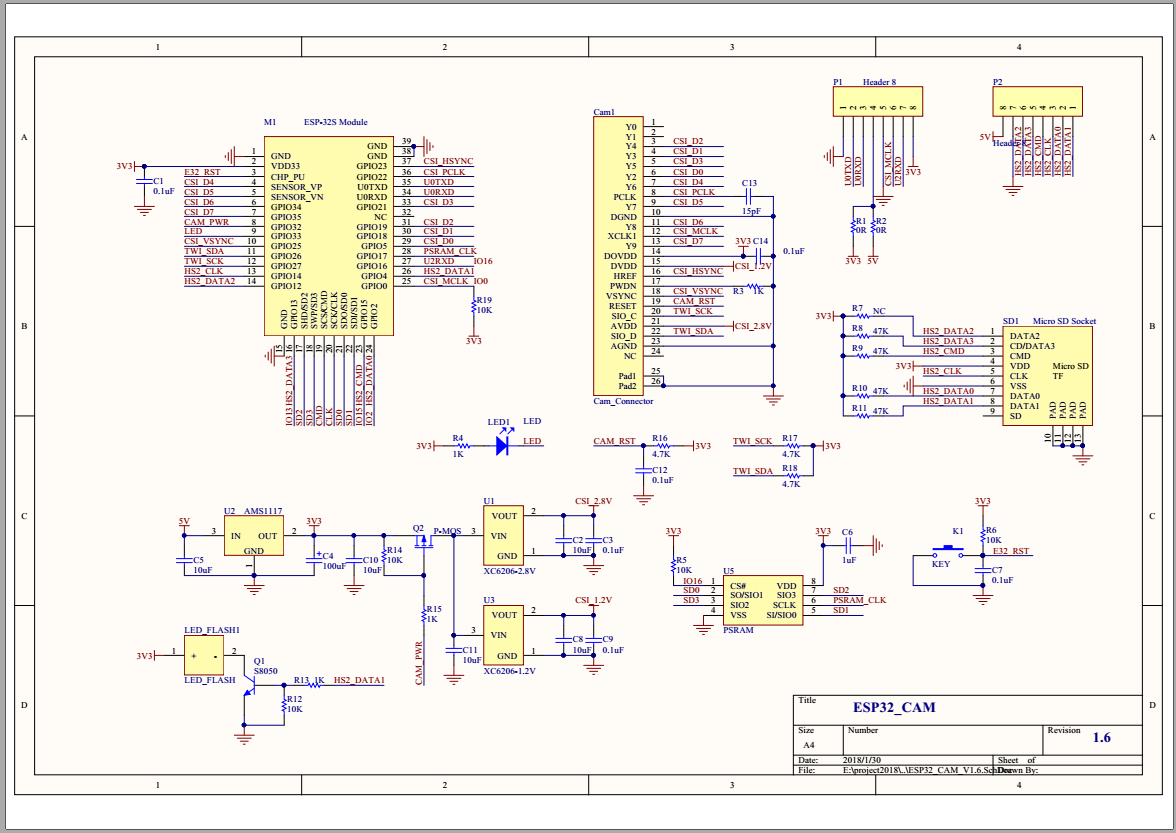 1 2 3 4
A
B
C
D
A
B
C
D
1 2 3 4
M1 ESP-32S Module
GND 1
VDD33 2
CHP_PU 3 E32_RST
SENSOR_VP 4 CSI_D4
SENSOR_VN 5 CSI_D5
GPIO34 6 CSI_D6
GPIO35 7 CSI_D7
GPIO32 8 CAM_PWR
GPIO33 9 LED
GPIO25 10 CSI_VSYNC
GPIO26 11 TWI_SDA
GPIO27 12 TWI_SCK
GPIO14 13 HS2_CLK
GPIO12 14 HS2_DATA2
GND 39
GND 38
GPIO23 37 CSI_HSYNC
GPIO22 36 CSI_PCLK
U0TXD 35 U0TXD
U0RXD 34 U0RXD
GPIO21 33 CSI_D3
NC 32
GPIO19 31 CSI_D2
GPIO18 30 CSI_D1
GPIO5 29 CSI_D0
GPIO17 28 PSRAM_CLK
GPIO16 27 U2RXD IO16
GPIO4 26 HS2_DATA1
GPIO0 25 CSI_MCLK IO0
GND 15
GPIO13 16 IO13 HS2_DATA3
SHD/SD2 17 SD2
SWP/SD3 18 SD3
SCS/CMD 19 CMD
SCK/CLK 20 CLK
SDO/SD0 21 SD0
SDI/SD1 22 SD1
GPIO15 23 IO15 HS2_CMD
GPIO2 24 IO2 HS2_DATA0
3V3
C1
0.1uF
R19
10K
3V3
Cam1
Y0 1
Y1 2
Y4 3 CSI_D2
Y3 4 CSI_D1
Y5 5 CSI_D3
Y2 6 CSI_D0
Y6 7 CSI_D4
PCLK 8 CSI_PCLK
Y7 9 CSI_D5
DGND 10
Y8 11 CSI_D6
XCLK1 12 CSI_MCLK
Y9 13 CSI_D7
DOVDD 14
DVDD 15 CSI_1.2V
HREF 16 CSI_HSYNC
PWDN 17
VSYNC 18 CSI_VSYNC
RESET 19 CAM_RST
SIO_C 20 TWI_SCK
AVDD 21 CSI_2.8V
SIO_D 22 TWI_SDA
AGND 23
NC 24
Pad1 25
Pad2 26
Cam_Connector
C13
15pF
3V3 C14
0.1uF
R3 1K
P1 Header 8
1 2 3 4 5 6 7 8
U0TXD
U0RXD
CSI_MCLK
U2RXD
3V3
R1
0R
R2
0R
3V3 5V
P2
8 7 6 5 4 3 2 1
5V
HS2_DATA2
HS2_DATA3
HS2_CMD
HS2_CLK
HS2_DATA0
HS2_DATA1
3V3
R7 NC
R8 47K
R9 47K
R10 47K
R11 47K
SD1 Micro SD Socket
HS2_DATA2 1 DATA2
HS2_DATA3 2 CD/DATA3
HS2_CMD 3 CMD
3V3 4 VDD
HS2_CLK 5 CLK
6 VSS
HS2_DATA0 7 DATA0
HS2_DATA1 8 DATA1
9 SD
Micro SD
TF
PAD PAD PAD PAD
10 11 12 13
3V3 R4
1K
LED1 LED
LED
CAM_RST R16
4.7K
3V3
C12
0.1uF
TWI_SCK R17
4.7K
3V3
TWI_SDA R18
4.7K
5V
C5
10uF
U2 AMS1117
3 IN OUT 2
GND
1
3V3
C4
100uF
C10
10uF
R14
10K
Q2 P-MOS
R15
1K
CAM_PWR
U1
VOUT 2
3 VIN
GND 1
XC6206-2.8V
CSI_2.8V
C2
10uF
C3
0.1uF
U3
VOUT 2
3 VIN
GND 1
XC6206-1.2V
CSI_1.2V
C8
10uF
C9
0.1uF
C11
10uF
3V3
R5
10K
U5
IO16 1 CS# VDD 8
SD0 2 SO/SIO1 SIO3 7 SD2
SD3 3 SIO2 SCLK 6 PSRAM_CLK
4 VSS SI/SIO0 5 SD1
PSRAM
3V3
C6
1uF
K1
KEY
3V3
R6
10K
E32_RST
C7
0.1uF
LED_FLASH1
3V3 1 + - 2
LED_FLASH
Q1
S8050
R13 1K HS2_DATA1
R12
10K
Title
ESP32_CAM
Size
A4
Number
Revision
1.6
Date: 2018/1/30 Sheet of
File: E:\project2018\..\ESP32_CAM_V1.6.SchDoc Drawn By: